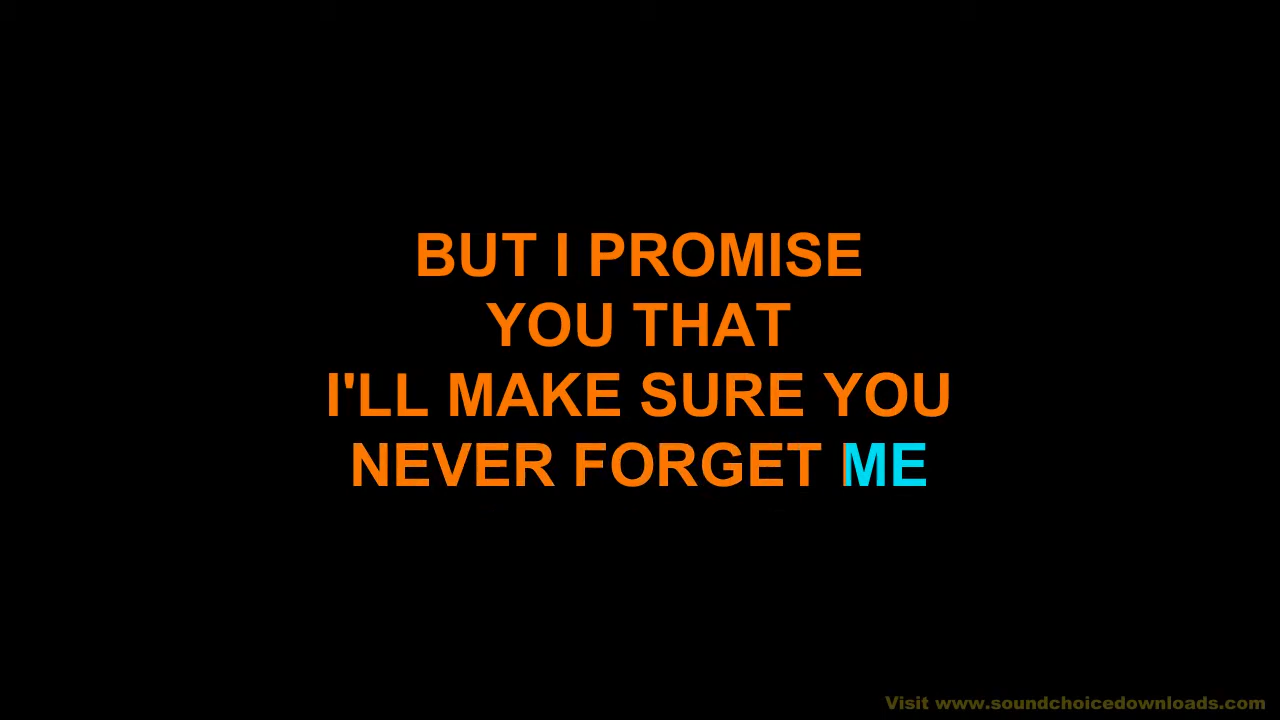 BUT I PROMISE
YOU THAT
I'LL MAKE SURE YOU
NEVER FORGET ME
Visit www.soundchoicedownloads.com